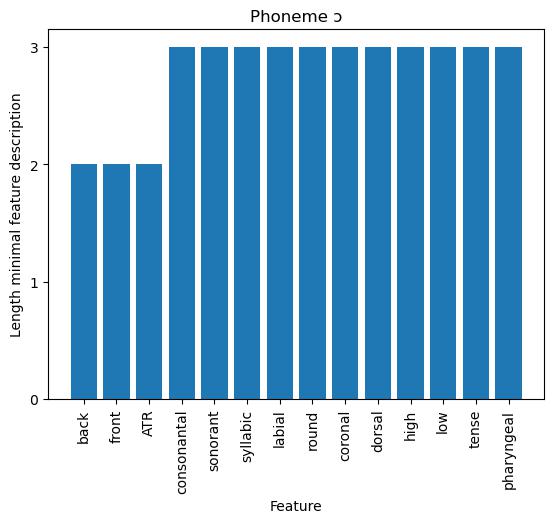 Phoneme ɔ
Length minimal feature description
3
2
1
0
back
front
ATR
consonantal
sonorant
syllabic
labial
round
coronal
dorsal
high
low
tense
pharyngeal
Feature